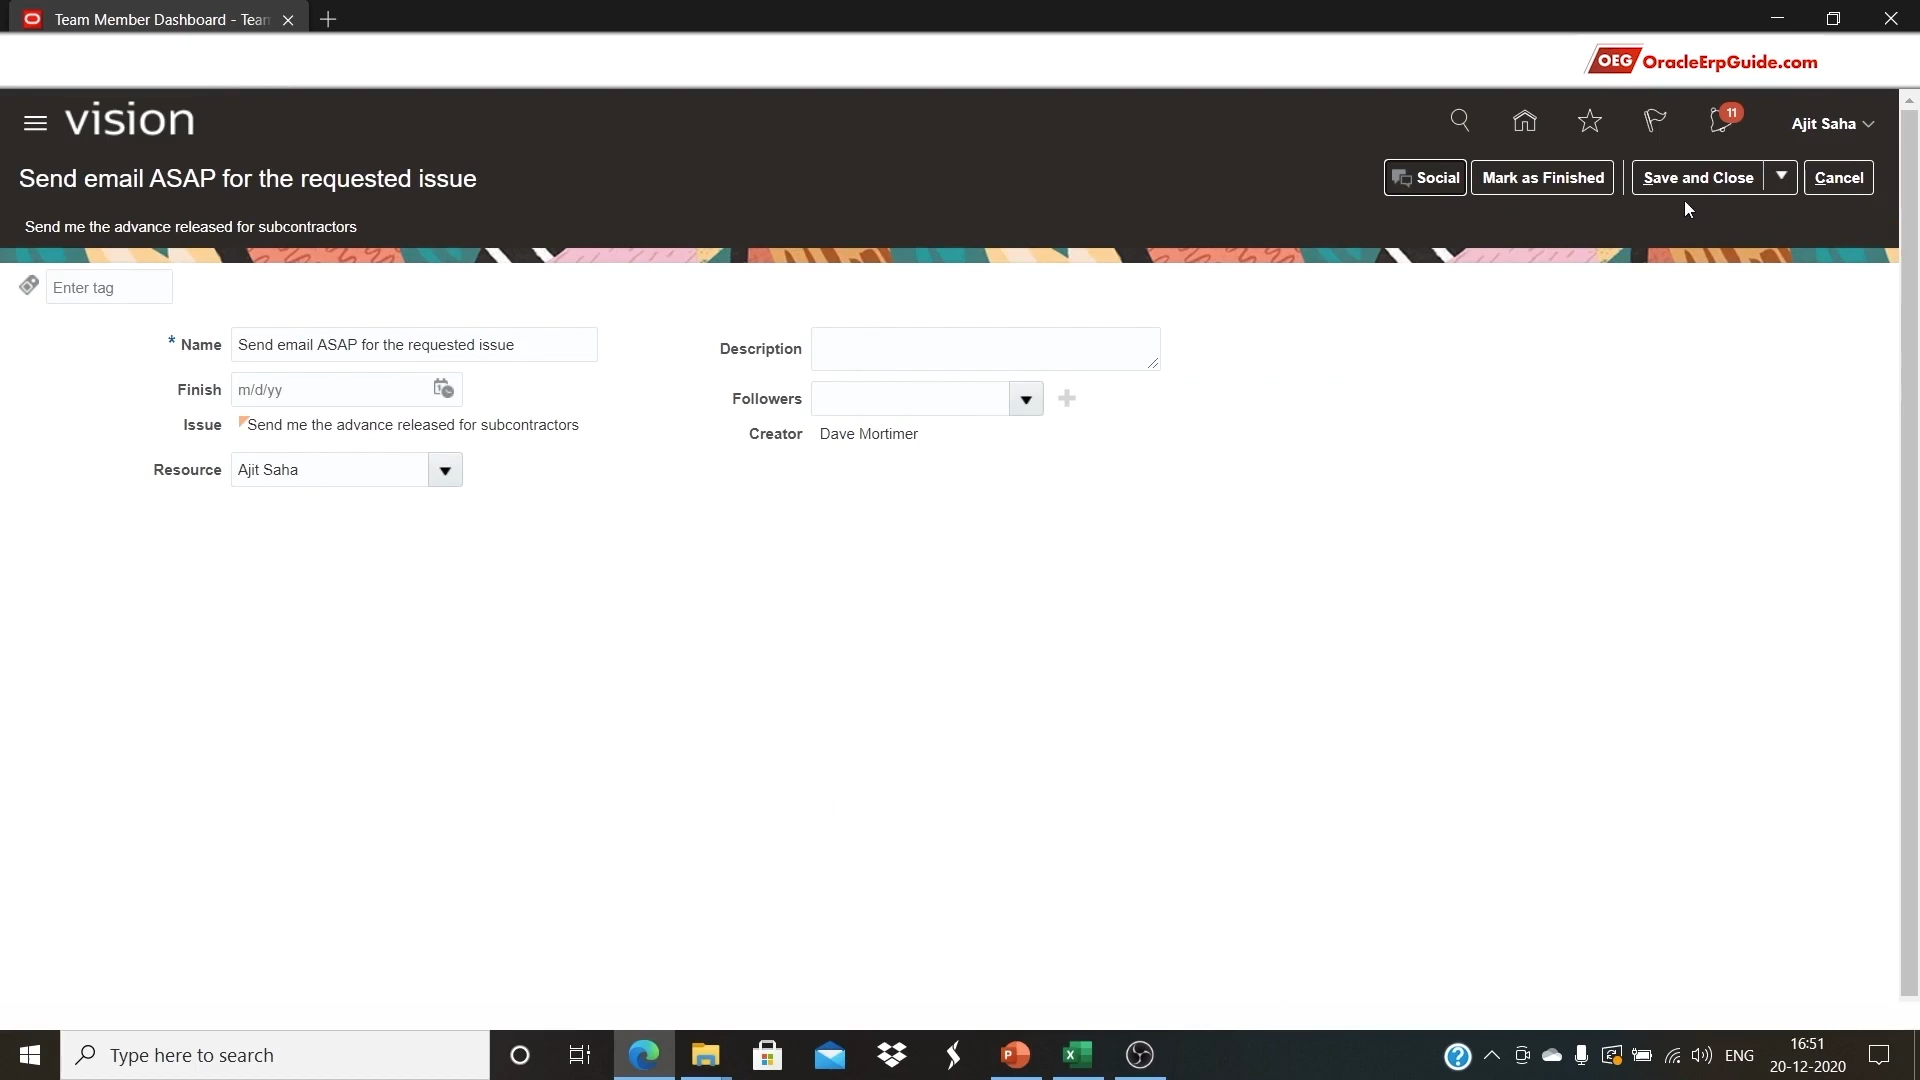 Team Member Dashboard - Tean
OEG OracleErpGuide.com
vision
11
Ajit Saha
Send email ASAP for the requested issue
Social
Mark as Finished
Save and Close
Cancel
Send me the advance released for subcontractors
Enter tag
* Name
Send email ASAP for the requested issue
Description
Finish
m/d/yy
Followers
Issue
Send me the advance released for subcontractors
Creator
Dave Mortimer
Resource
Ajit Saha
Type here to search
ENG
16:51
20-12-2020